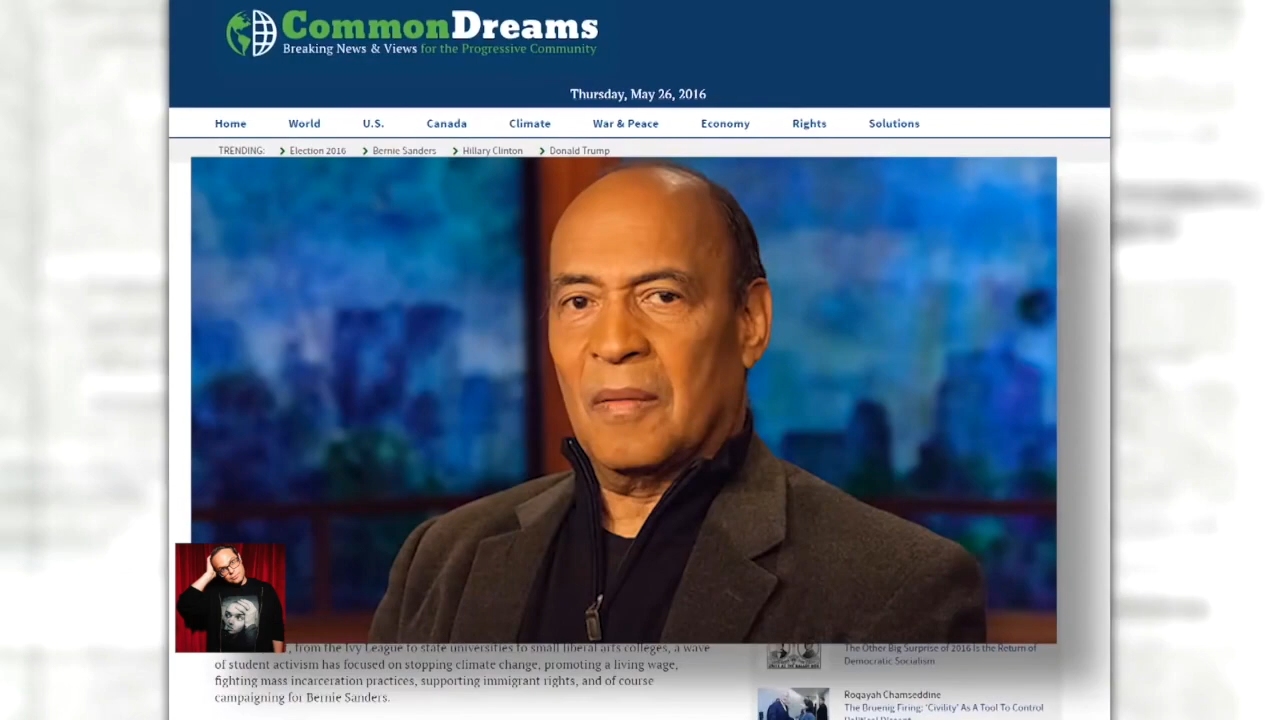 CommonDreams
Breaking News & Views for the Progressive Community
Thursday, May 26, 2016
Home World U.S. Canada Climate War & Peace Economy Rights Solutions
TRENDING: Election 2016 Bernie Sanders Hillary Clinton Donald Trump
, from the Ivy League to state universities to small liberal arts colleges, a wave
of student activism has focused on stopping climate change, promoting a living wage,
fighting mass incarceration practices, supporting immigrant rights, and of course
campaigning for Bernie Sanders.
The Other Big Surprise of 2016 Is the Return of
Democratic Socialism
Roqayah Chamseddine
The Bruenig Firing: 'Civility' As A Tool To Control